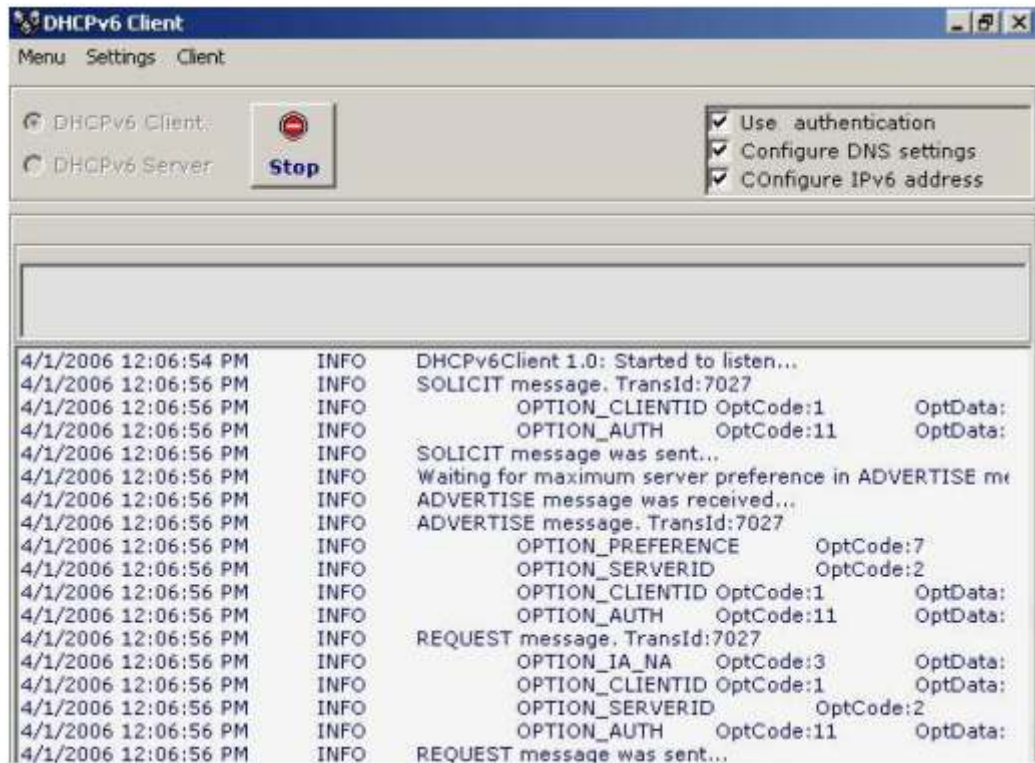 DHCPv6 Client
Menu Settings Client
DHCPv6 Client.
DHCPv6 Server
Stop
Use authentication
Configure DNS settings
COnfigure IPv6 address
4/1/2006 12:06:54 PM INFO DHCPv6Client 1.0: Started to listen...
4/1/2006 12:06:56 PM INFO SOLICIT message. TransId:7027
4/1/2006 12:06:56 PM INFO OPTION_CLIENTID OptCode:1 OptData:
4/1/2006 12:06:56 PM INFO OPTION_AUTH OptCode:11 OptData:
4/1/2006 12:06:56 PM INFO SOLICIT message was sent...
4/1/2006 12:06:56 PM INFO Waiting for maximum server preference in ADVERTISE me
4/1/2006 12:06:56 PM INFO ADVERTISE message was received...
4/1/2006 12:06:56 PM INFO ADVERTISE message. TransId:7027
4/1/2006 12:06:56 PM INFO OPTION_PREFERENCE OptCode:7
4/1/2006 12:06:56 PM INFO OPTION_SERVERID OptCode:2
4/1/2006 12:06:56 PM INFO OPTION_CLIENTID OptCode:1 OptData:
4/1/2006 12:06:56 PM INFO OPTION_AUTH OptCode:11 OptData:
4/1/2006 12:06:56 PM INFO REQUEST message. TransId:7027
4/1/2006 12:06:56 PM INFO OPTION_IA_NA OptCode:3 OptData:
4/1/2006 12:06:56 PM INFO OPTION_CLIENTID OptCode:1 OptData:
4/1/2006 12:06:56 PM INFO OPTION_SERVERID OptCode:2
4/1/2006 12:06:56 PM INFO OPTION_AUTH OptCode:11 OptData:
4/1/2006 12:06:56 PM INFO REQUEST message was sent...